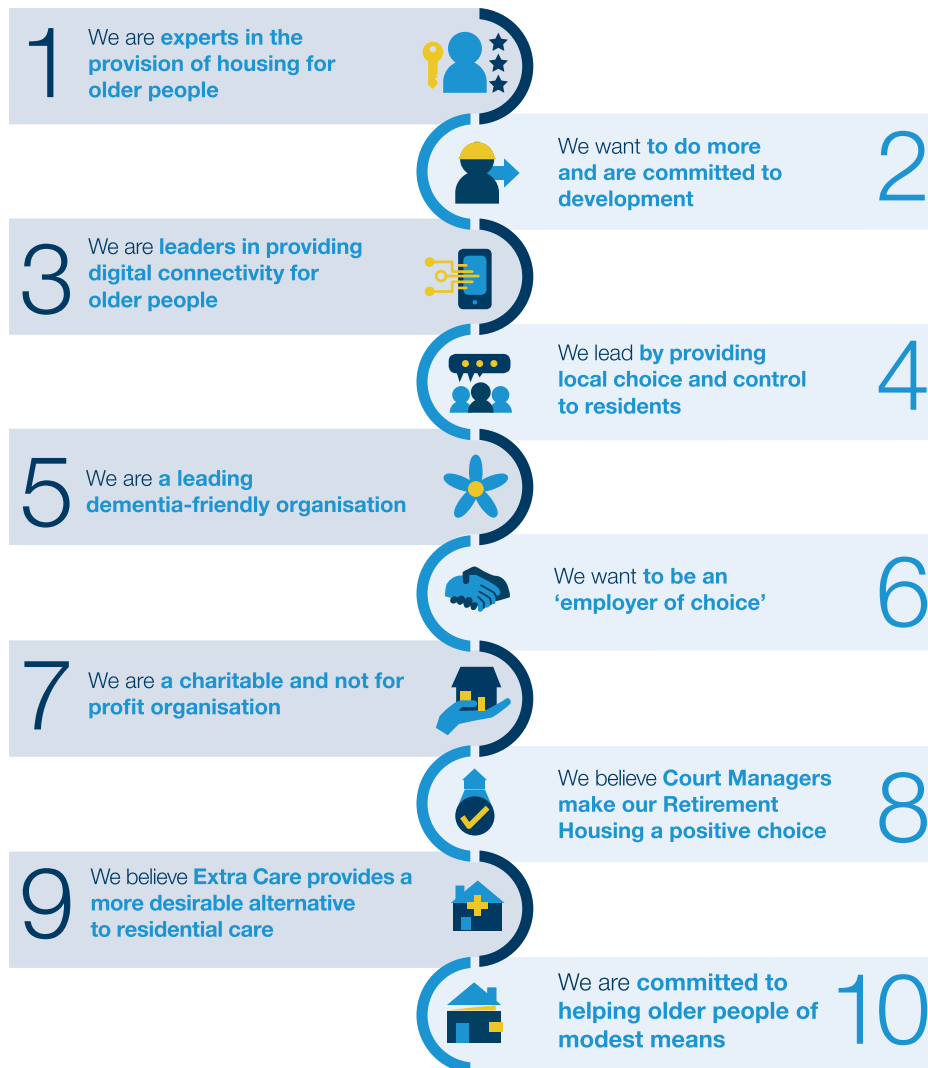 1
We are experts in the
provision of housing for
older people
We want to do more
and are committed to
development
2
3
We are leaders in providing
digital connectivity for
older people
We lead by providing
local choice and control
to residents
4
5
We are a leading
dementia-friendly organisation
We want to be an
‘employer of choice’
6
7
We are a charitable and not for
profit organisation
We believe Court Managers
make our Retirement
Housing a positive choice
8
9
We believe Extra Care provides a
more desirable alternative
to residential care
We are committed to
helping older people of
modest means
10